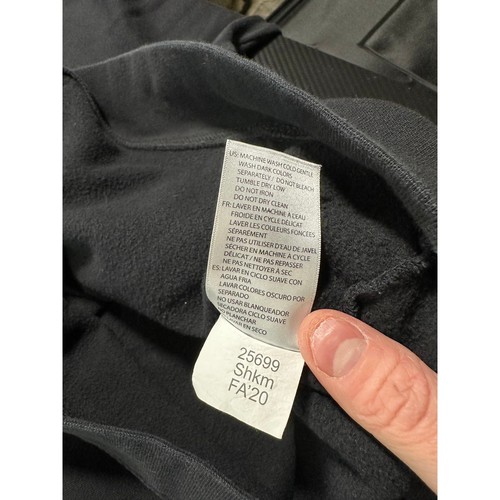 US: MACHINE WASH COLD GENTLE
WASH DARK COLORS
SEPARATELY / DO NOT BLEACH
TUMBLE DRY LOW
DO NOT IRON
DO NOT DRY CLEAN
FR: LAVER EN MACHINE À L'EAU
FROIDE EN CYCLE DÉLICAT
LAVER LES COULEURS FONCÉES
SÉPARÉMENT
NE PAS UTILISER D'EAU DE JAVEL
SÉCHER EN MACHINE À CYCLE
DÉLICAT / NE PAS REPASSER
NE PAS NETTOYER À SEC
ES: LAVAR EN CICLO SUAVE CON
AGUA FRIA
LAVAR COLORES OSCURO POR
SEPARADO
NO USAR BLANQUEADOR
SECADORA CICLO SUAVE
PLANCHAR
EN SECO
25699
Shkm
FA'20